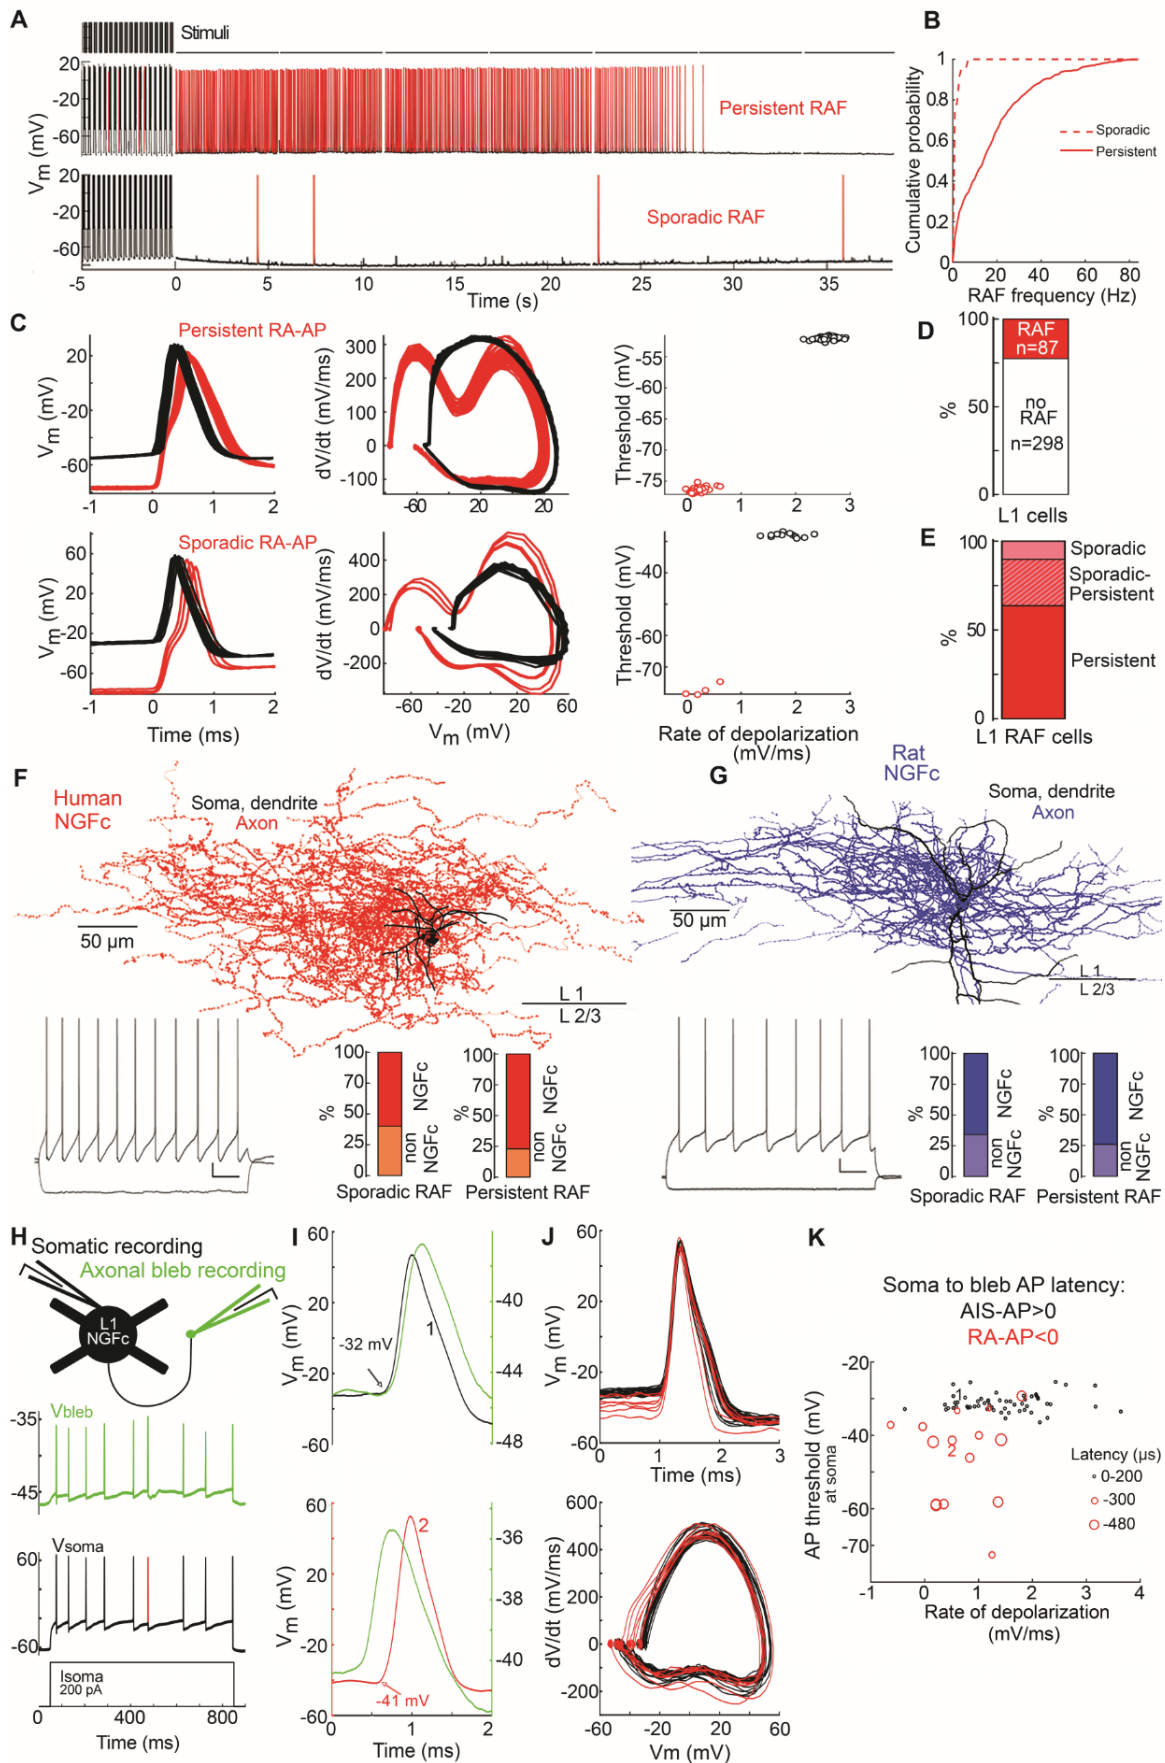 A
Stimuli
20
-20
-60
Vm (mV)
Persistent RAF
20
-20
-60
Sporadic RAF
-5 0 5 10 15 20 25 30 35
Time (s)
B
Cumulative probability
1
0.8
0.6
0.4
0.2
0
Sporadic
Persistent
0 20 40 60 80
RAF frequency (Hz)
C
Persistent RA-AP
Vm (mV)
20
-20
-60
-1 0 1 2
dV/dt (mV/ms)
300
200
100
0
-100
-60 -20 20
Threshold (mV)
-55
-60
-65
-70
-75
0 1 2 3
Sporadic RA-AP
Vm (mV)
60
20
-20
-60
-1 0 1 2
Time (ms)
dV/dt (mV/ms)
400
200
0
-200
-60 -20 20 60
Vm (mV)
Threshold (mV)
-40
-60
-70
0 1 2 3
Rate of depolarization
(mV/ms)
D
%
100
50
0
RAF
n=87
no
RAF
n=298
L1 cells
E
%
100
50
0
Sporadic
Sporadic-
Persistent
Persistent
L1 RAF cells
F
Human
NGFc
Soma, dendrite
Axon
50 µm
L 1
L 2/3
%
100
70
50
25
0
NGFc
non
NGFc
Sporadic RAF
100
70
50
25
0
NGFc
non
NGFc
Persistent RAF
G
Rat
NGFc
Soma, dendrite
Axon
50 µm
L 1
L 2/3
%
100
70
50
25
0
NGFc
non
NGFc
Sporadic RAF
%
100
70
50
25
0
NGFc
non
NGFc
Persistent RAF
H
Somatic recording
Axonal bleb recording
L1
NGFc
Vbleb
-35
-45
Vsoma
60
-60
Isoma
200 pA
0 400 800
Time (ms)
I
Vm (mV)
60
20
-20
-60
-32 mV
1
-40
-44
-48
Vm (mV)
60
20
-20
-60
2
-41 mV
-36
-38
-40
0 1 2
Time (ms)
J
Vm (mV)
60
20
-20
-60
0 1 2 3
Time (ms)
dV/dt (mV/ms)
600
400
200
0
-200
-60 -20 20 60
Vm (mV)
K
Soma to bleb AP latency:
AIS-AP>0
RA-AP<0
AP threshold
at soma
(mV)
-20
-40
-60
-70
1
2
Latency (µs)
0-200
-300
-480
-1 0 1 2 3 4
Rate of depolarization
(mV/ms)